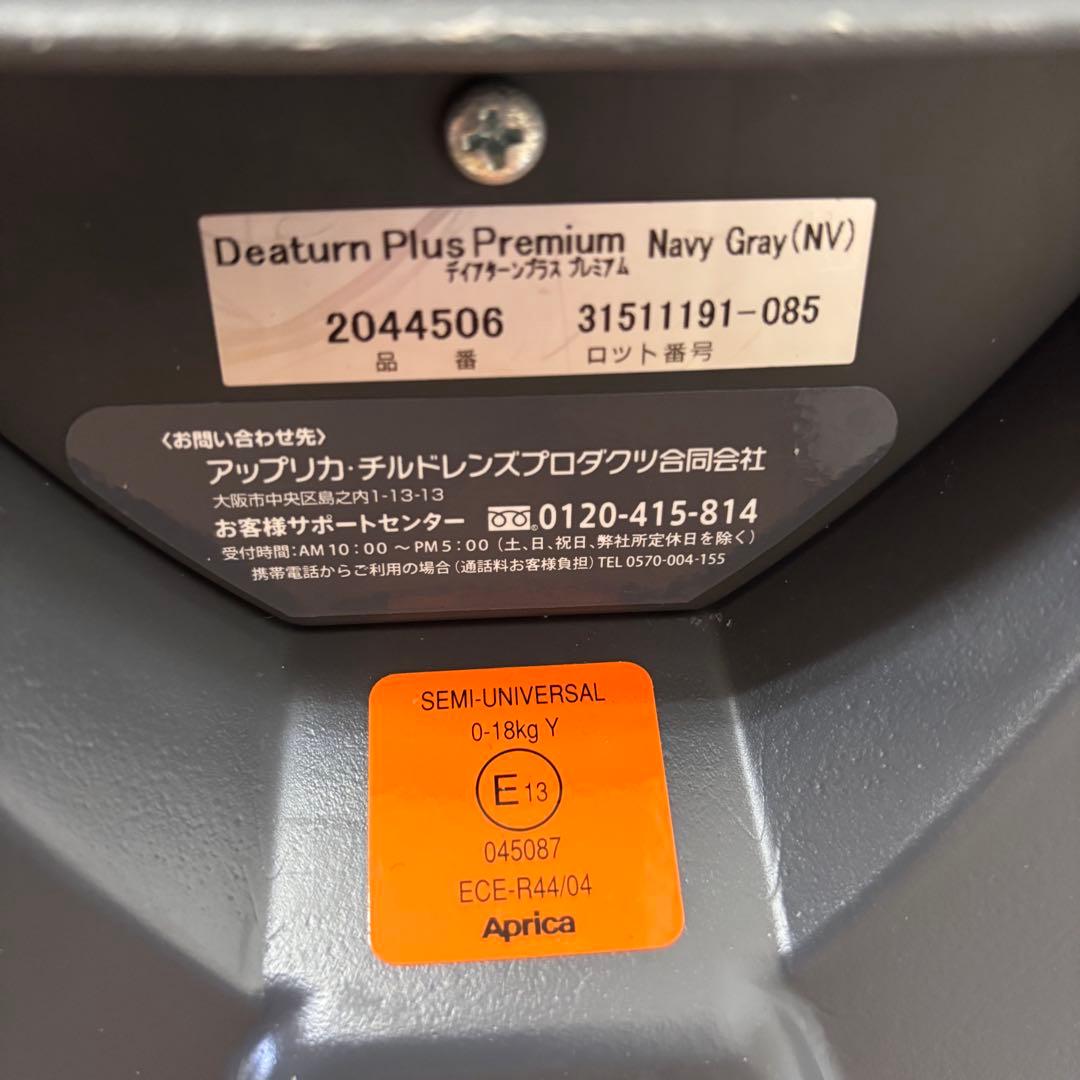 Deaturn Plus Premium Navy Gray(NV)
ディアターンプラス プレミアム
2044506 31511191-085
品番 ロット番号
〈お問い合わせ先〉
アップリカ・チルドレンズプロダクツ合同会社
大阪市中央区島之内1-13-13
お客様サポートセンター 0120-415-814
受付時間:AM10:00 〜PM5:00(土、日、祝日、弊社所定休日を除く)
携帯電話からご利用の場合(通話料お客様負担)TEL 0570-004-155
SEMI-UNIVERSAL
0-18kg Y
E 13
045087
ECE-R44/04
Aprica